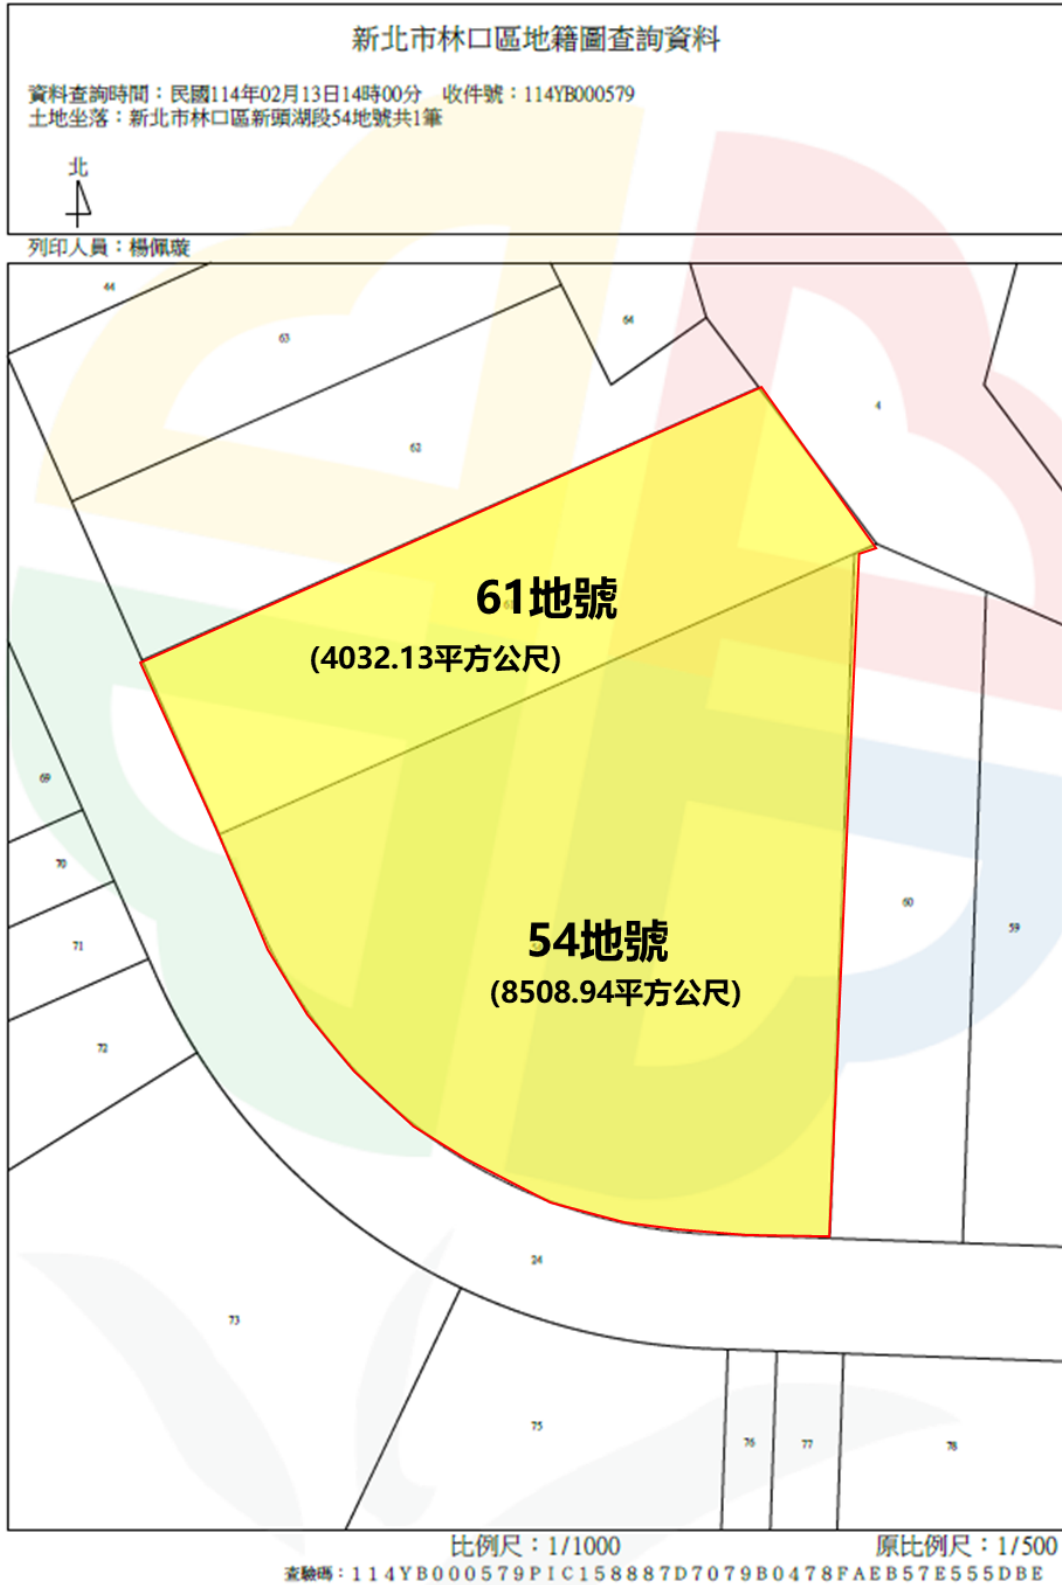 新北市林口區地籍圖查詢資料
資料查詢時間：民國114年02月13日14時00分　收件號：114YB000579
土地坐落：新北市林口區新頭湖段54地號共1筆
北
列印人員：楊佩璇
44
63
64
4
62
61地號
(4032.13平方公尺)
69
70
60
59
54地號
71
(8508.94平方公尺)
72
24
73
75
76
77
78
比例尺：1/1000
原比例尺：1/500
查驗碼：114YB000579PIC158887D7079B0478FAEB57E555DBE